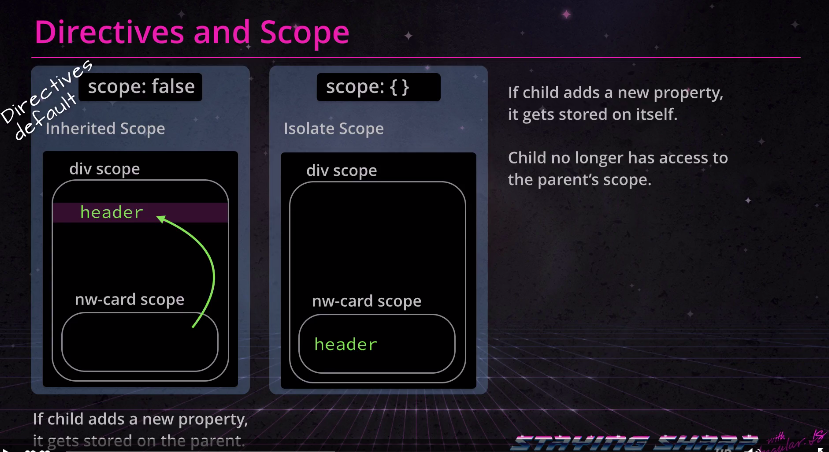 Directives and Scope
Directives
default
scope: false
Inherited Scope
div scope
header
nw-card scope
If child adds a new property,
it gets stored on the parent.
scope: { }
Isolate Scope
div scope
nw-card scope
header
If child adds a new property,
it gets stored on itself.
Child no longer has access to
the parent's scope.
STAYING SHARP
with